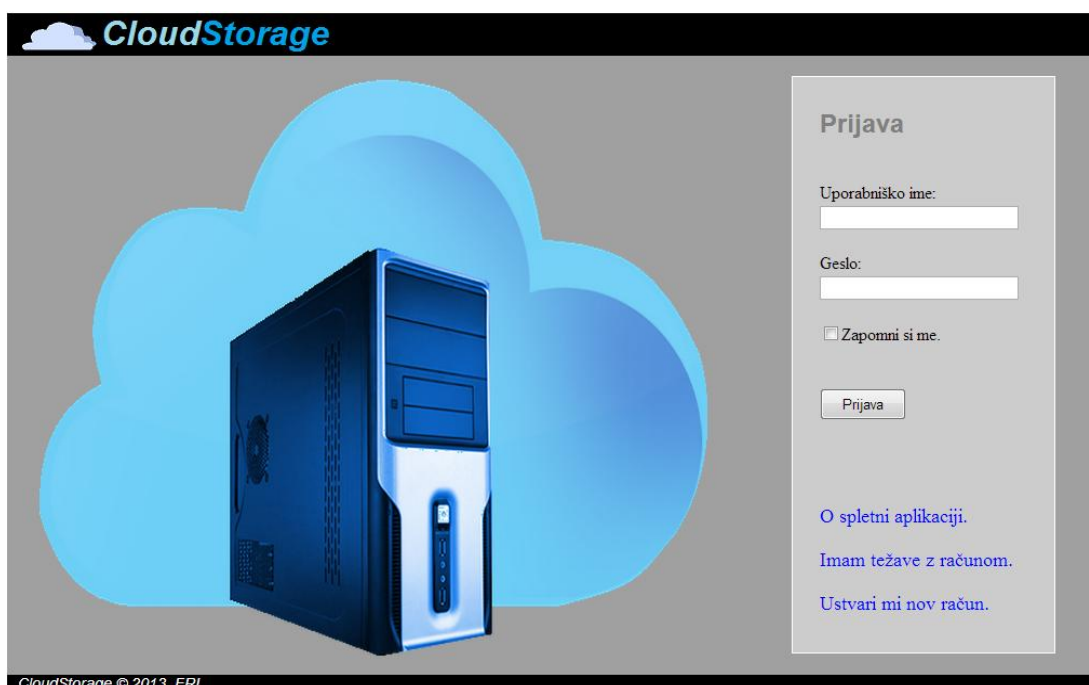 CloudStorage
Prijava
Uporabniško ime:
Geslo:
Zapomni si me.
Prijava
O spletni aplikaciji.
Imam težave z računom.
Ustvari mi nov račun.
CloudStorage © 2013